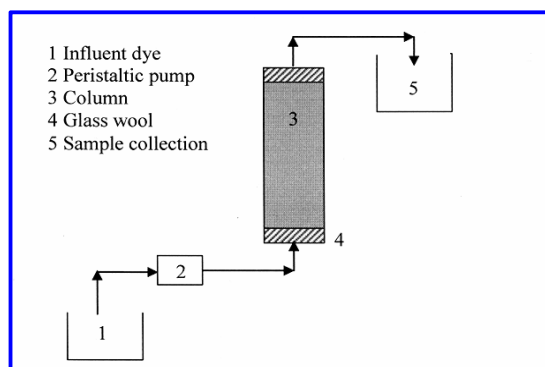 1 Influent dye
2 Peristaltic pump
3 Column
4 Glass wool
5 Sample collection
5
3
4
2
1